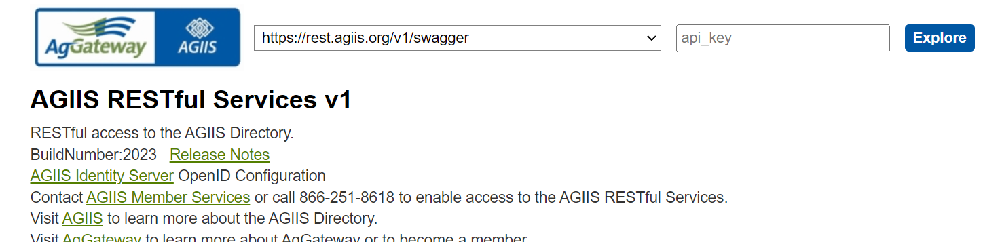 AgGateway
AGIIS
https://rest.agiis.org/v1/swagger
api_key
Explore
AGIIS RESTful Services v1
RESTful access to the AGIIS Directory.
BuildNumber:2023 Release Notes
AGIIS Identity Server OpenID Configuration
Contact AGIIS Member Services or call 866-251-8618 to enable access to the AGIIS RESTful Services.
Visit AGIIS to learn more about the AGIIS Directory.
Visit AgGateway to learn more about AgGateway or to become a member